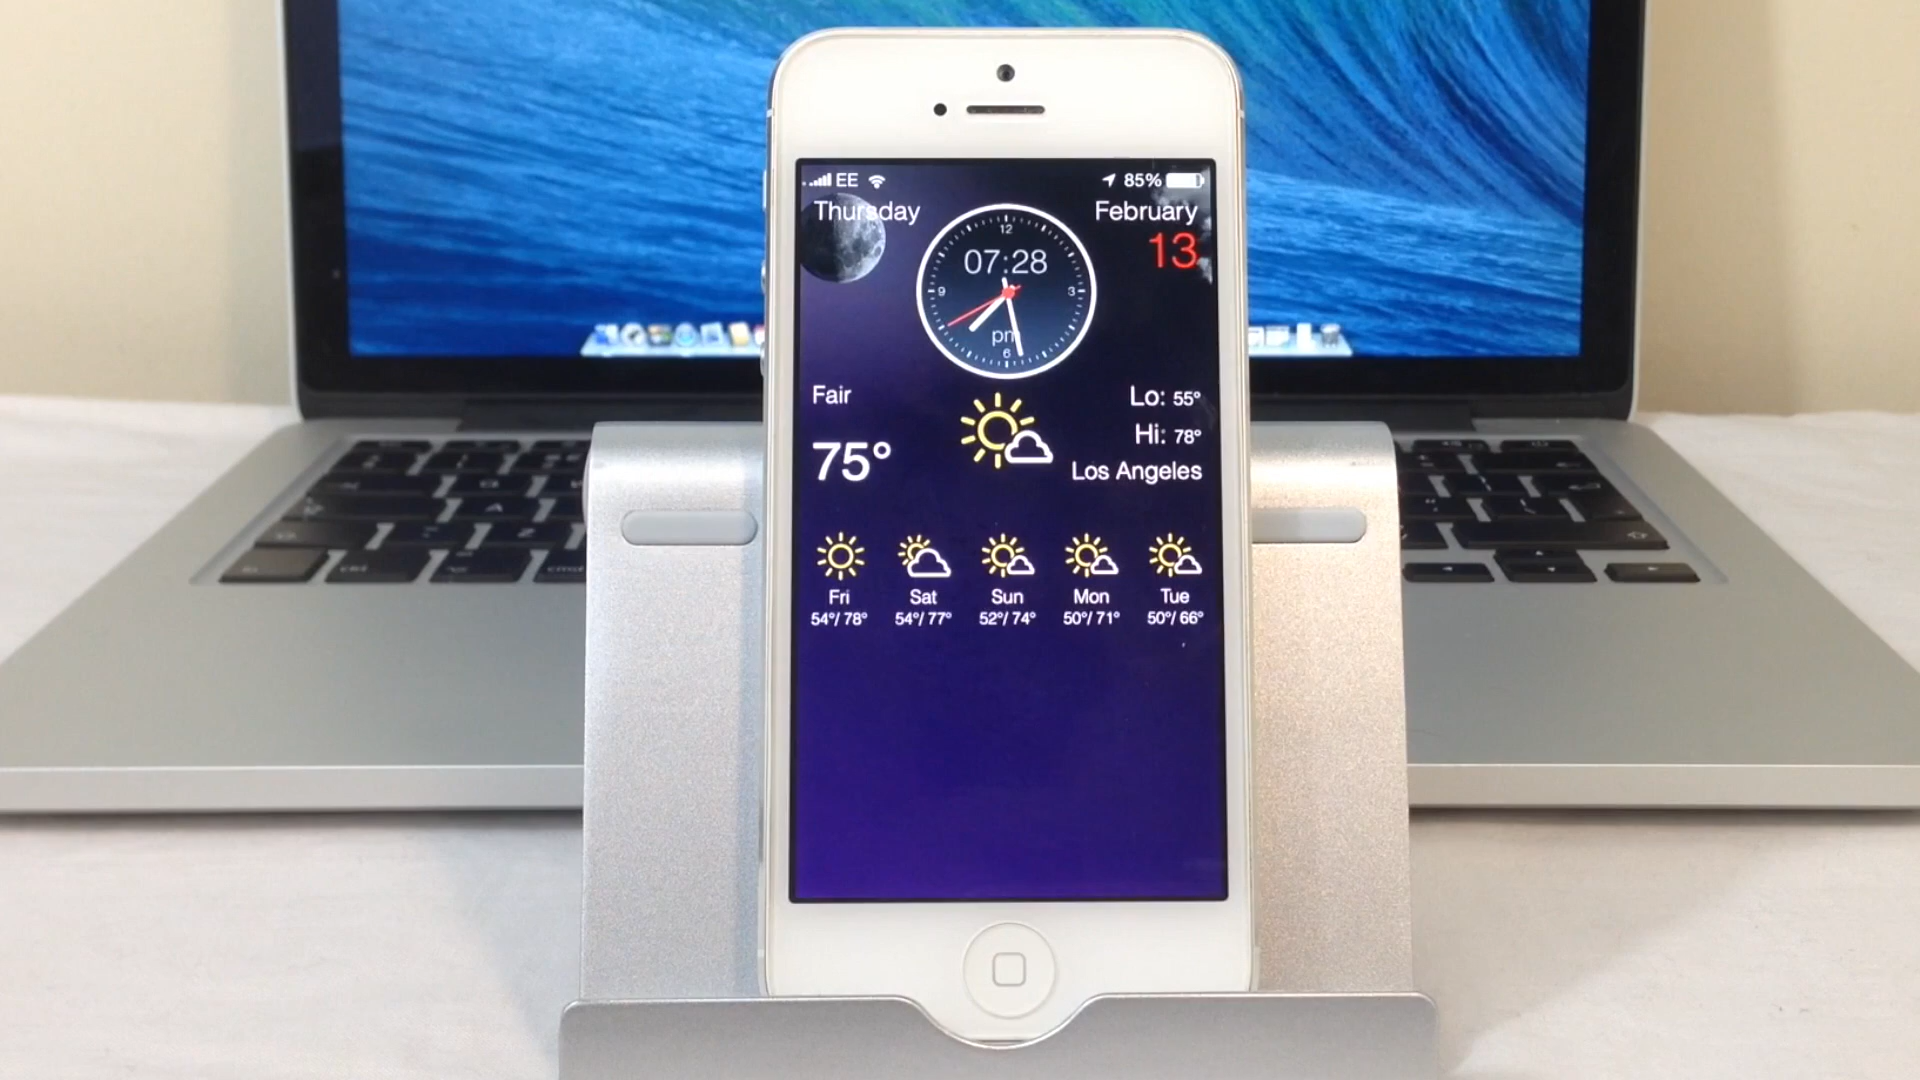 EE 85%
Thursday
February
13
12
07:28
9
3
pm
6
Fair
Lo: 55°
75°
Hi: 78°
Los Angeles
Fri Sat Sun Mon Tue
54°/ 78° 54°/ 77° 52°/ 74° 50°/ 71° 50°/ 66°